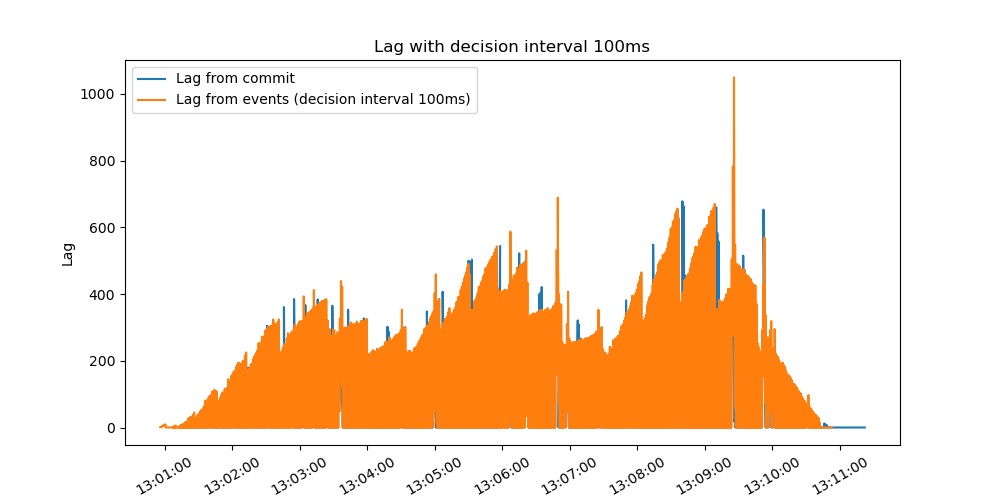 Lag with decision interval 100ms
Lag from commit
Lag from events (decision interval 100ms)
1000
800
600
400
200
0
Lag
13:01:00 13:02:00 13:03:00 13:04:00 13:05:00 13:06:00 13:07:00 13:08:00 13:09:00 13:10:00 13:11:00